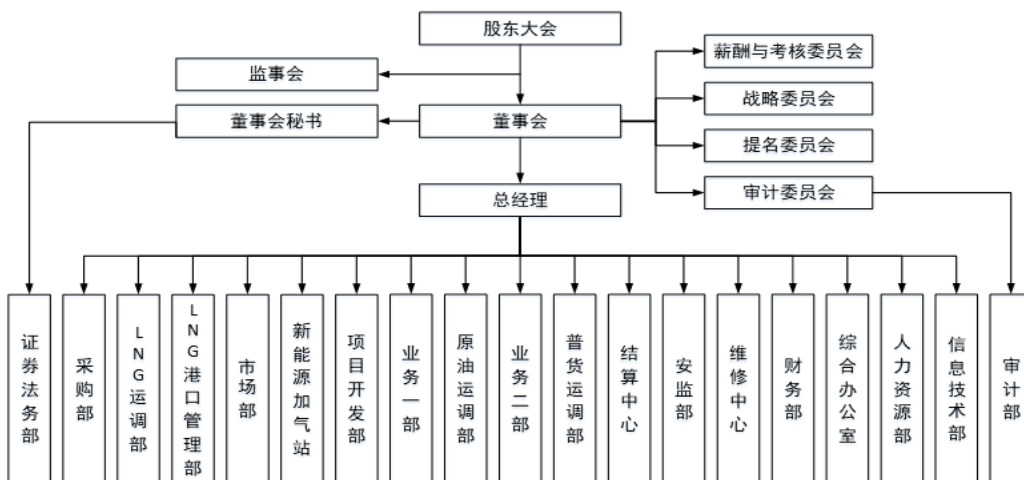 股东大会
监事会
薪酬与考核委员会
董事会秘书
董事会
战略委员会
提名委员会
总经理
审计委员会
证券法务部
采购部
LNG运调部
LNG港口管理部
市场部
新能源加气站
项目开发部
业务一部
原油运调部
业务二部
普货运调部
结算中心
安监部
维修中心
财务部
综合办公室
人力资源部
信息技术部
审计部